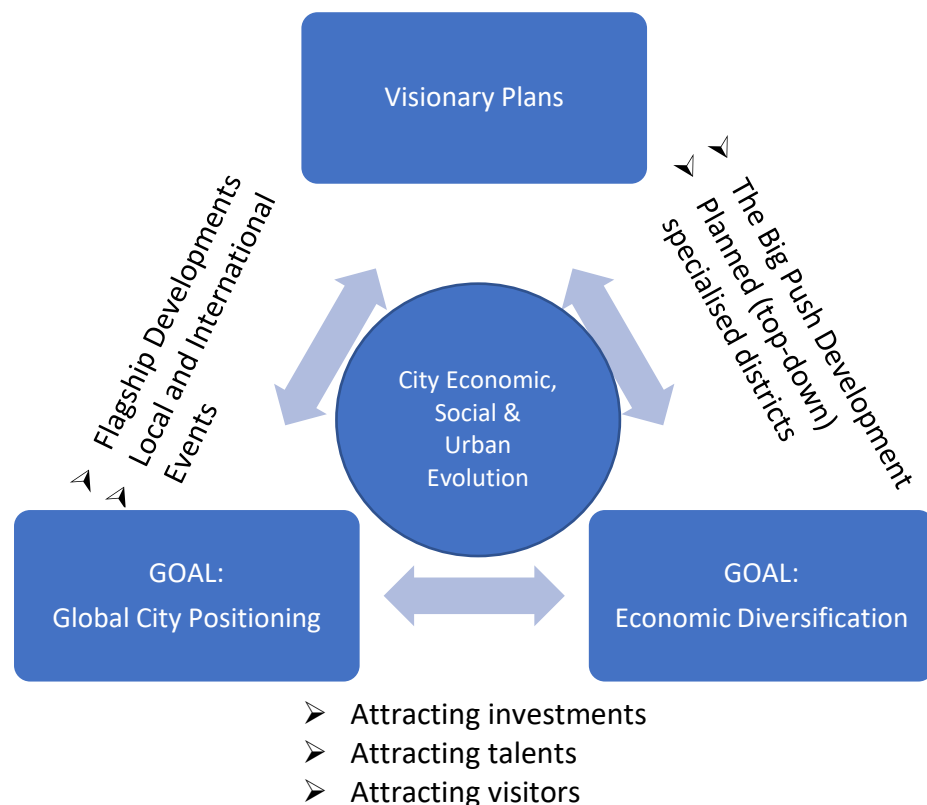 Visionary Plans
Flagship Developments
Local and International
Events
The Big Push Development
Planned (top-down)
specialised districts
City Economic,
Social &
Urban
Evolution
GOAL:
Global City Positioning
GOAL:
Economic Diversification
Attracting investments
Attracting talents
Attracting visitors